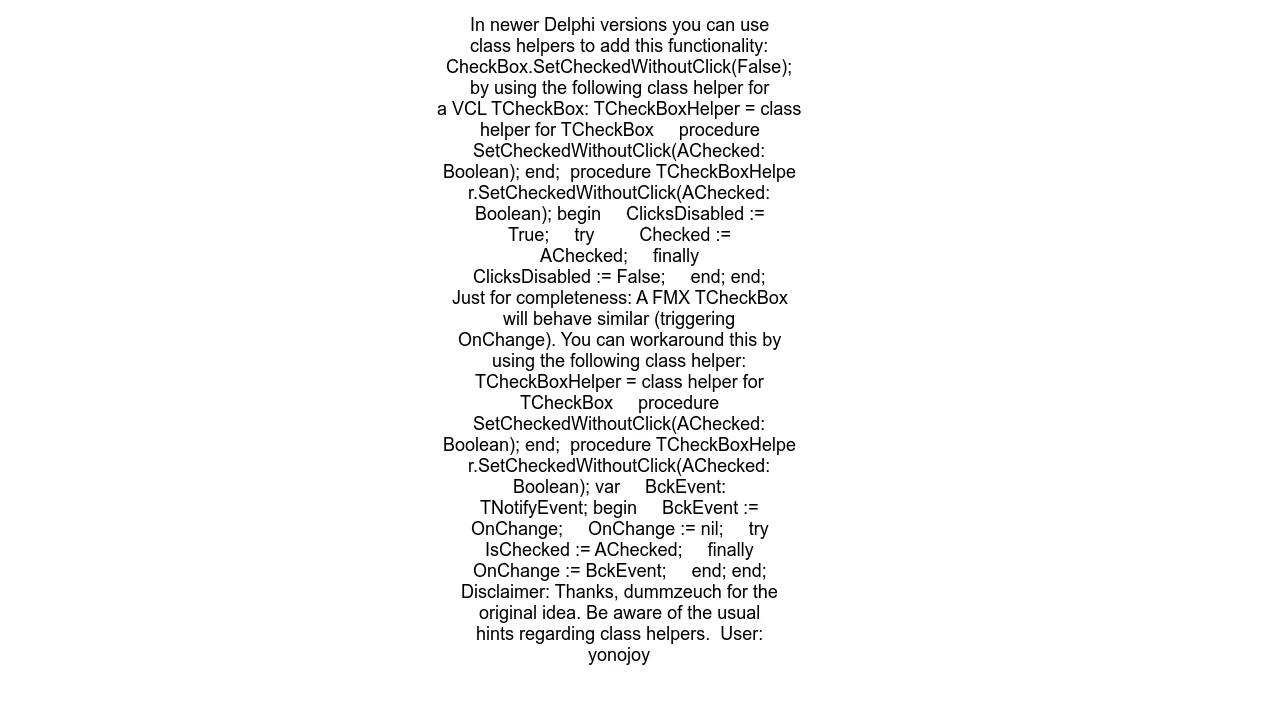 In newer Delphi versions you can use
class helpers to add this functionality:
CheckBox.SetCheckedWithoutClick(False);
by using the following class helper for
a VCL TCheckBox: TCheckBoxHelper = class
helper for TCheckBox     procedure
SetCheckedWithoutClick(AChecked:
Boolean); end;  procedure TCheckBoxHelpe
r.SetCheckedWithoutClick(AChecked:
Boolean); begin     ClicksDisabled :=
True;     try         Checked :=
AChecked;     finally
ClicksDisabled := False;     end; end;
Just for completeness: A FMX TCheckBox
will behave similar (triggering
OnChange). You can workaround this by
using the following class helper:
TCheckBoxHelper = class helper for
TCheckBox     procedure
SetCheckedWithoutClick(AChecked:
Boolean); end;  procedure TCheckBoxHelpe
r.SetCheckedWithoutClick(AChecked:
Boolean); var     BckEvent:
TNotifyEvent; begin     BckEvent :=
OnChange;     OnChange := nil;     try
IsChecked := AChecked;     finally
OnChange := BckEvent;     end; end;
Disclaimer: Thanks, dummzeuch for the
original idea. Be aware of the usual
hints regarding class helpers.  User:
yonojoy